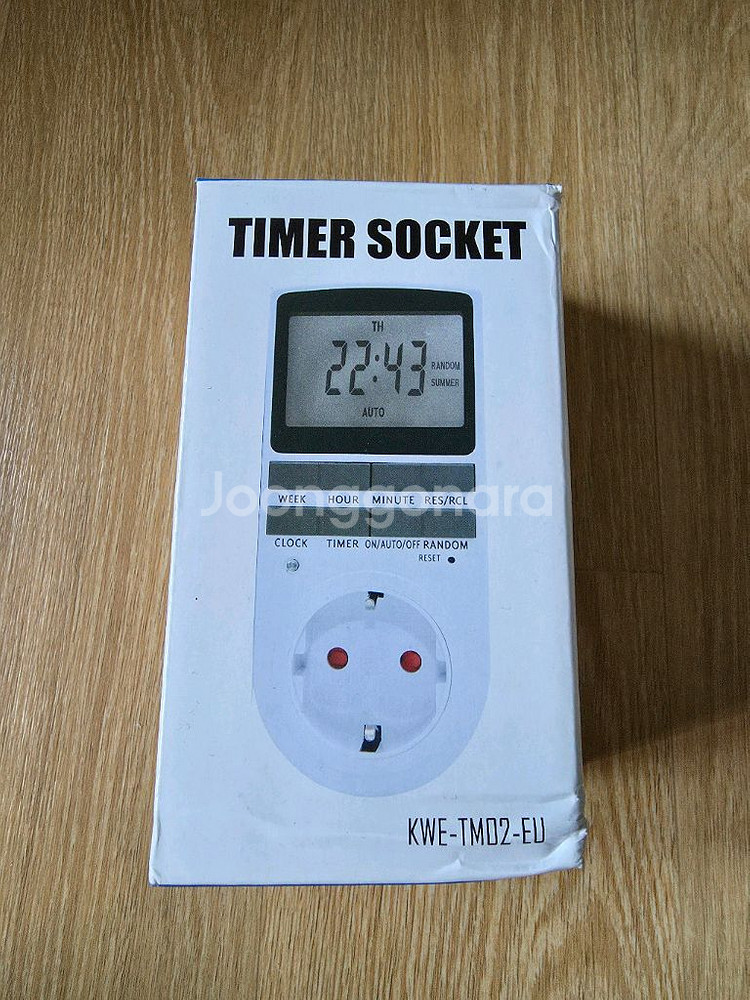 TIMER SOCKET
TH
22:43
RANDOM
SUMMER
AUTO
WEEK HOUR MINUTE RES/RCL
Joonggonara
CLOCK TIMER ON/AUTO/OFF RANDOM
RESET
KWE-TM02-EU